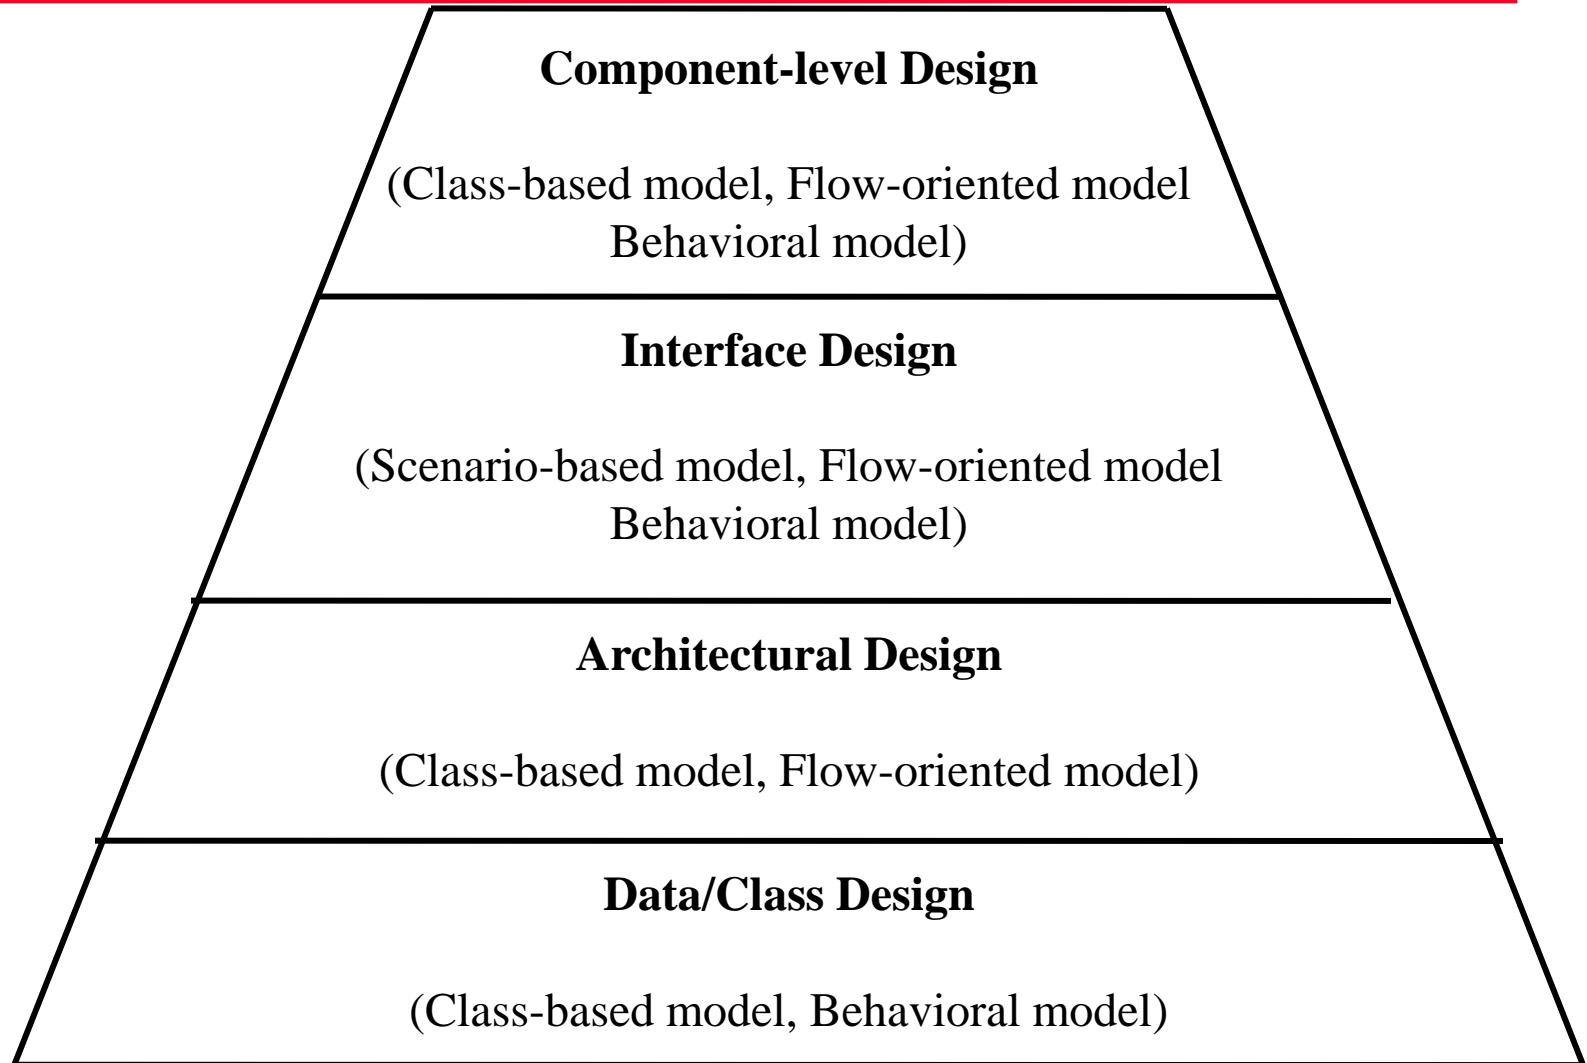 Component-level Design
(Class-based model, Flow-oriented model
Behavioral model)
Interface Design
(Scenario-based model, Flow-oriented model
Behavioral model)
Architectural Design
(Class-based model, Flow-oriented model)
Data/Class Design
(Class-based model, Behavioral model)